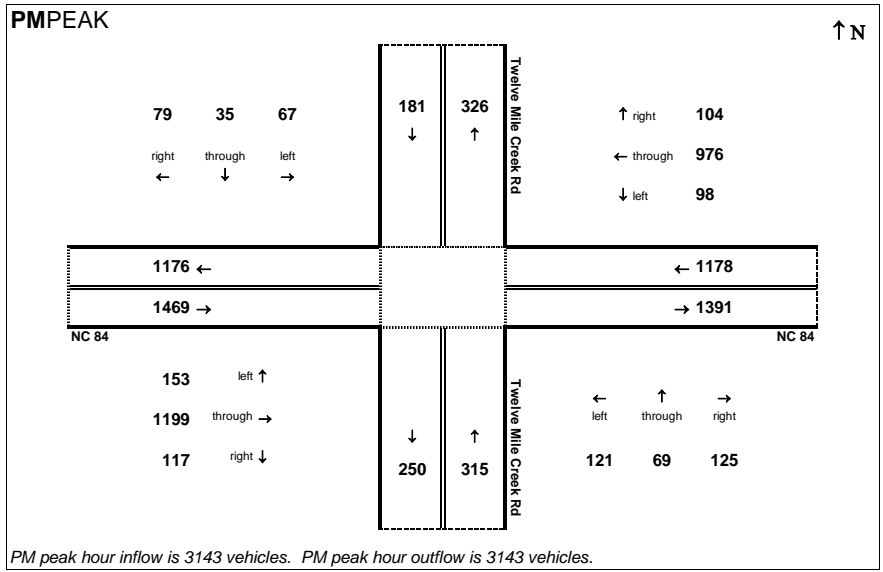 PMPEAK
↑ N
79 35 67
right through left
← ↓ →
181 326
↓ ↑
Twelve Mile Creek Rd
↑ right 104
← through 976
↓ left 98
1176 ←
← 1178
1469 →
→ 1391
NC 84
NC 84
153 left ↑
1199 through →
117 right ↓
↓ ↑
250 315
Twelve Mile Creek Rd
← ↑ →
left through right
121 69 125
PM peak hour inflow is 3143 vehicles. PM peak hour outflow is 3143 vehicles.